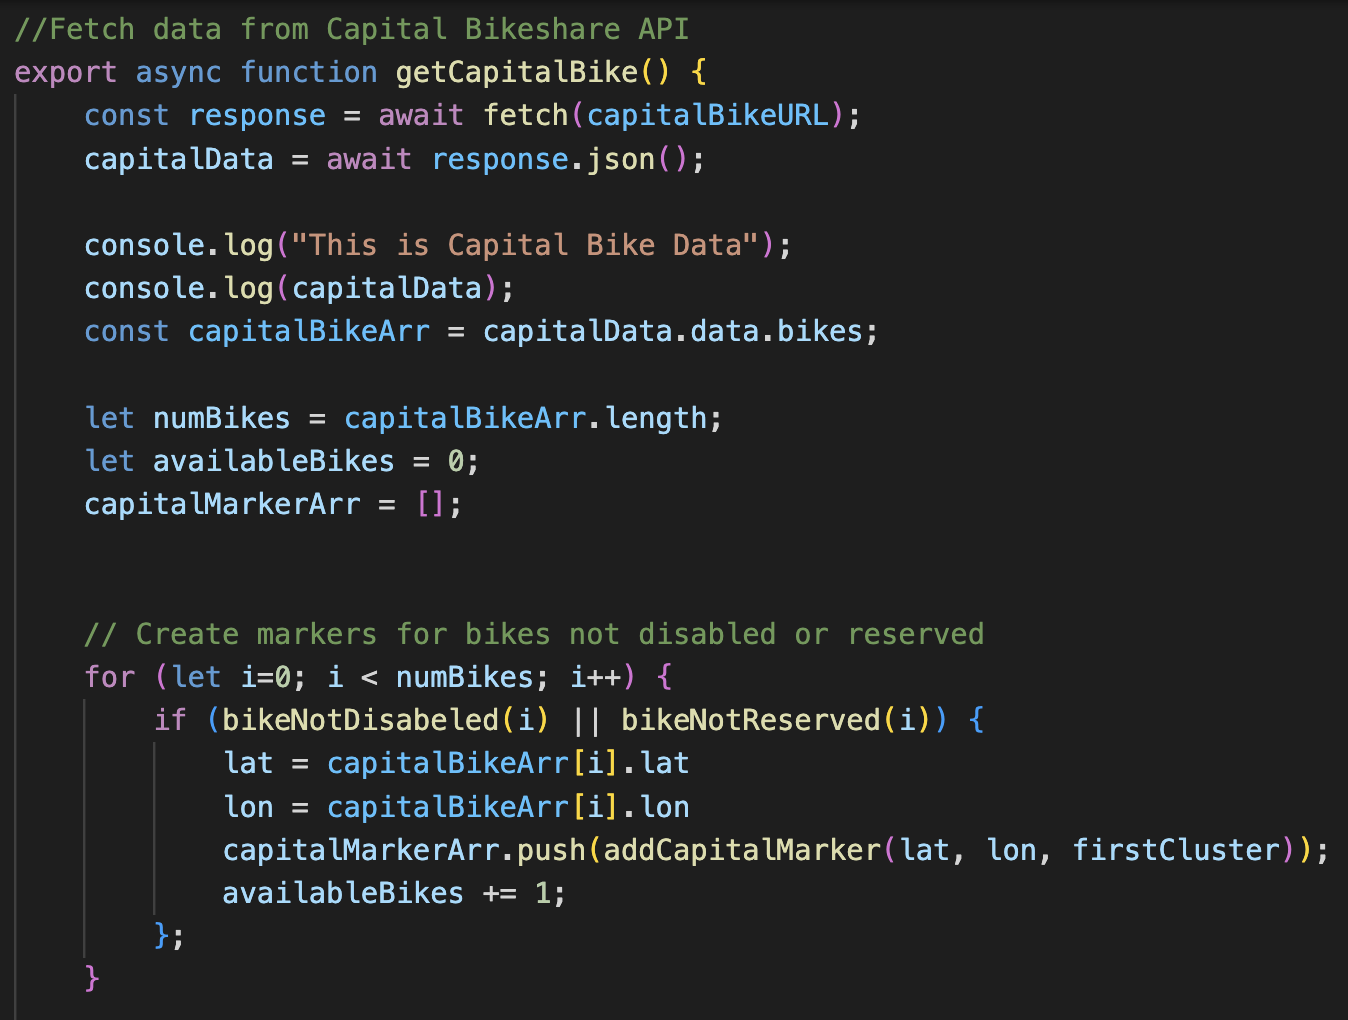 //Fetch data from Capital Bikeshare API
export async function getCapitalBike() {
    const response = await fetch(capitalBikeURL);
    capitalData = await response.json();

    console.log("This is Capital Bike Data");
    console.log(capitalData);
    const capitalBikeArr = capitalData.data.bikes;

    let numBikes = capitalBikeArr.length;
    let availableBikes = 0;
    capitalMarkerArr = [];


    // Create markers for bikes not disabled or reserved
    for (let i=0; i < numBikes; i++) {
        if (bikeNotDisabeled(i) || bikeNotReserved(i)) {
            lat = capitalBikeArr[i].lat
            lon = capitalBikeArr[i].lon
            capitalMarkerArr.push(addCapitalMarker(lat, lon, firstCluster));
            availableBikes += 1;
        };
    }